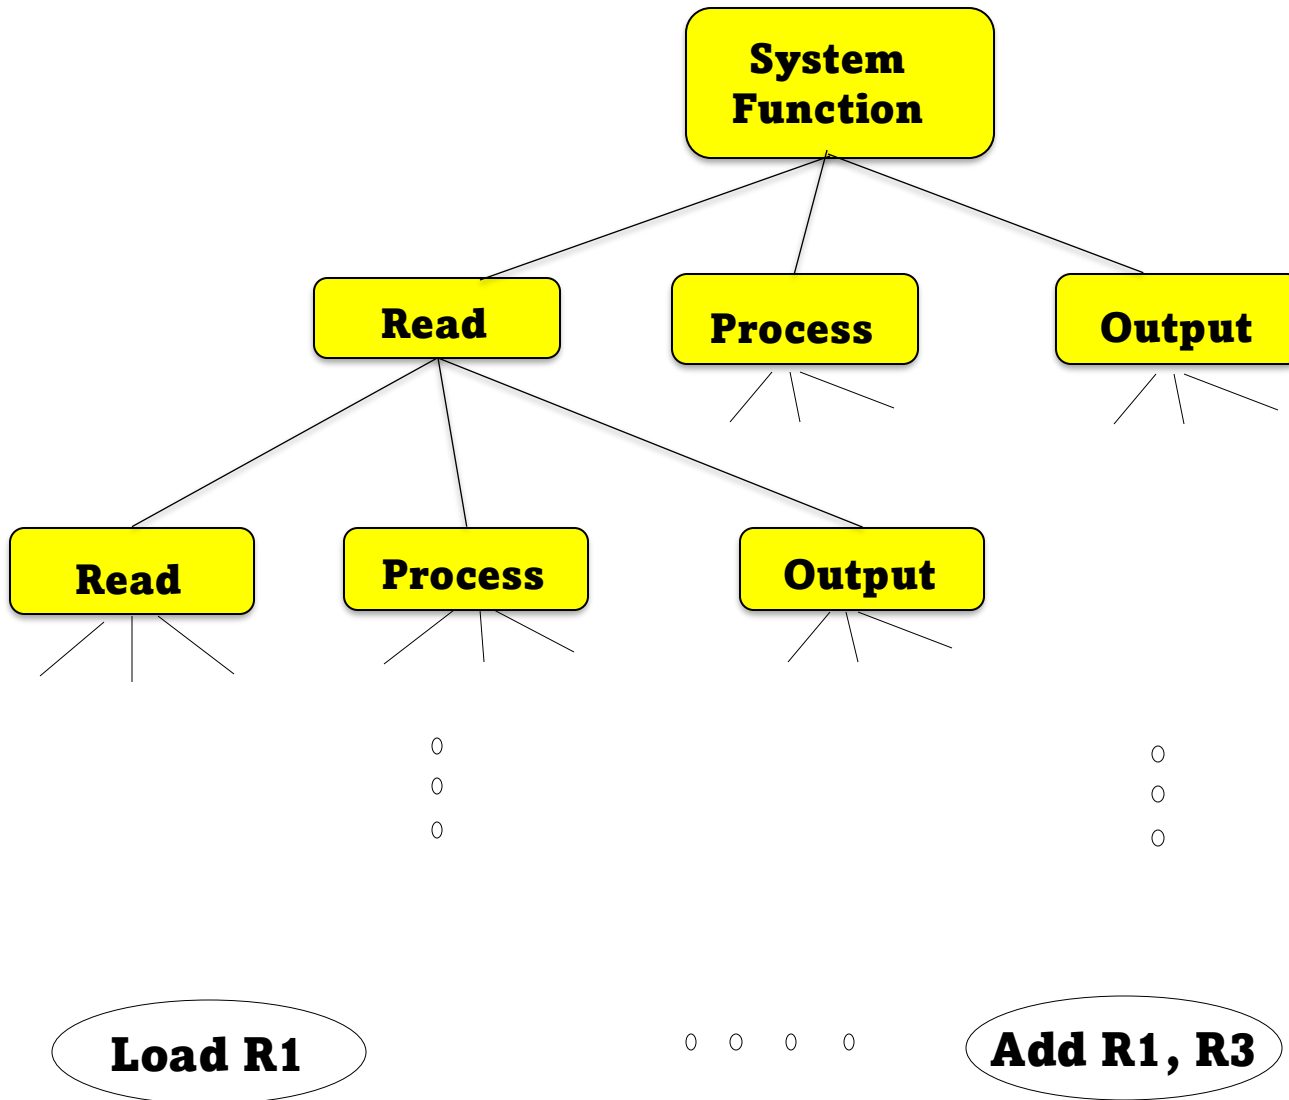 System
Function
Read
Process
Output
Read
Process
Output
Load R1
Add R1, R3